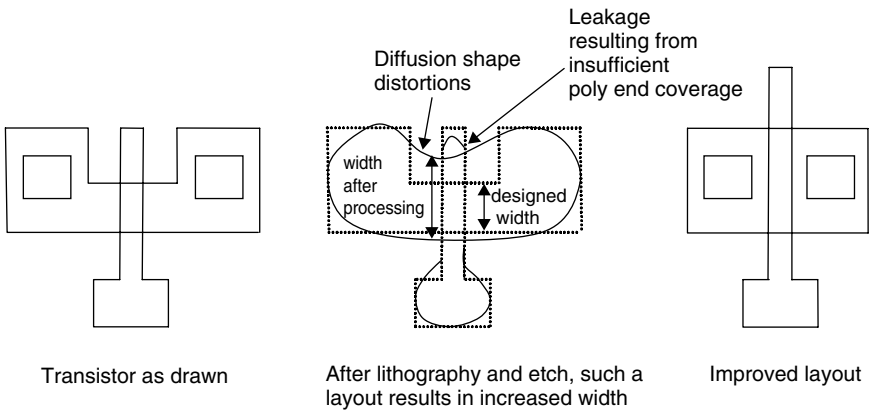 Leakage
resulting from
insufficient
poly end coverage
Diffusion shape
distortions
width
after
processing
designed
width
Transistor as drawn
After lithography and etch, such a
layout results in increased width
Improved layout